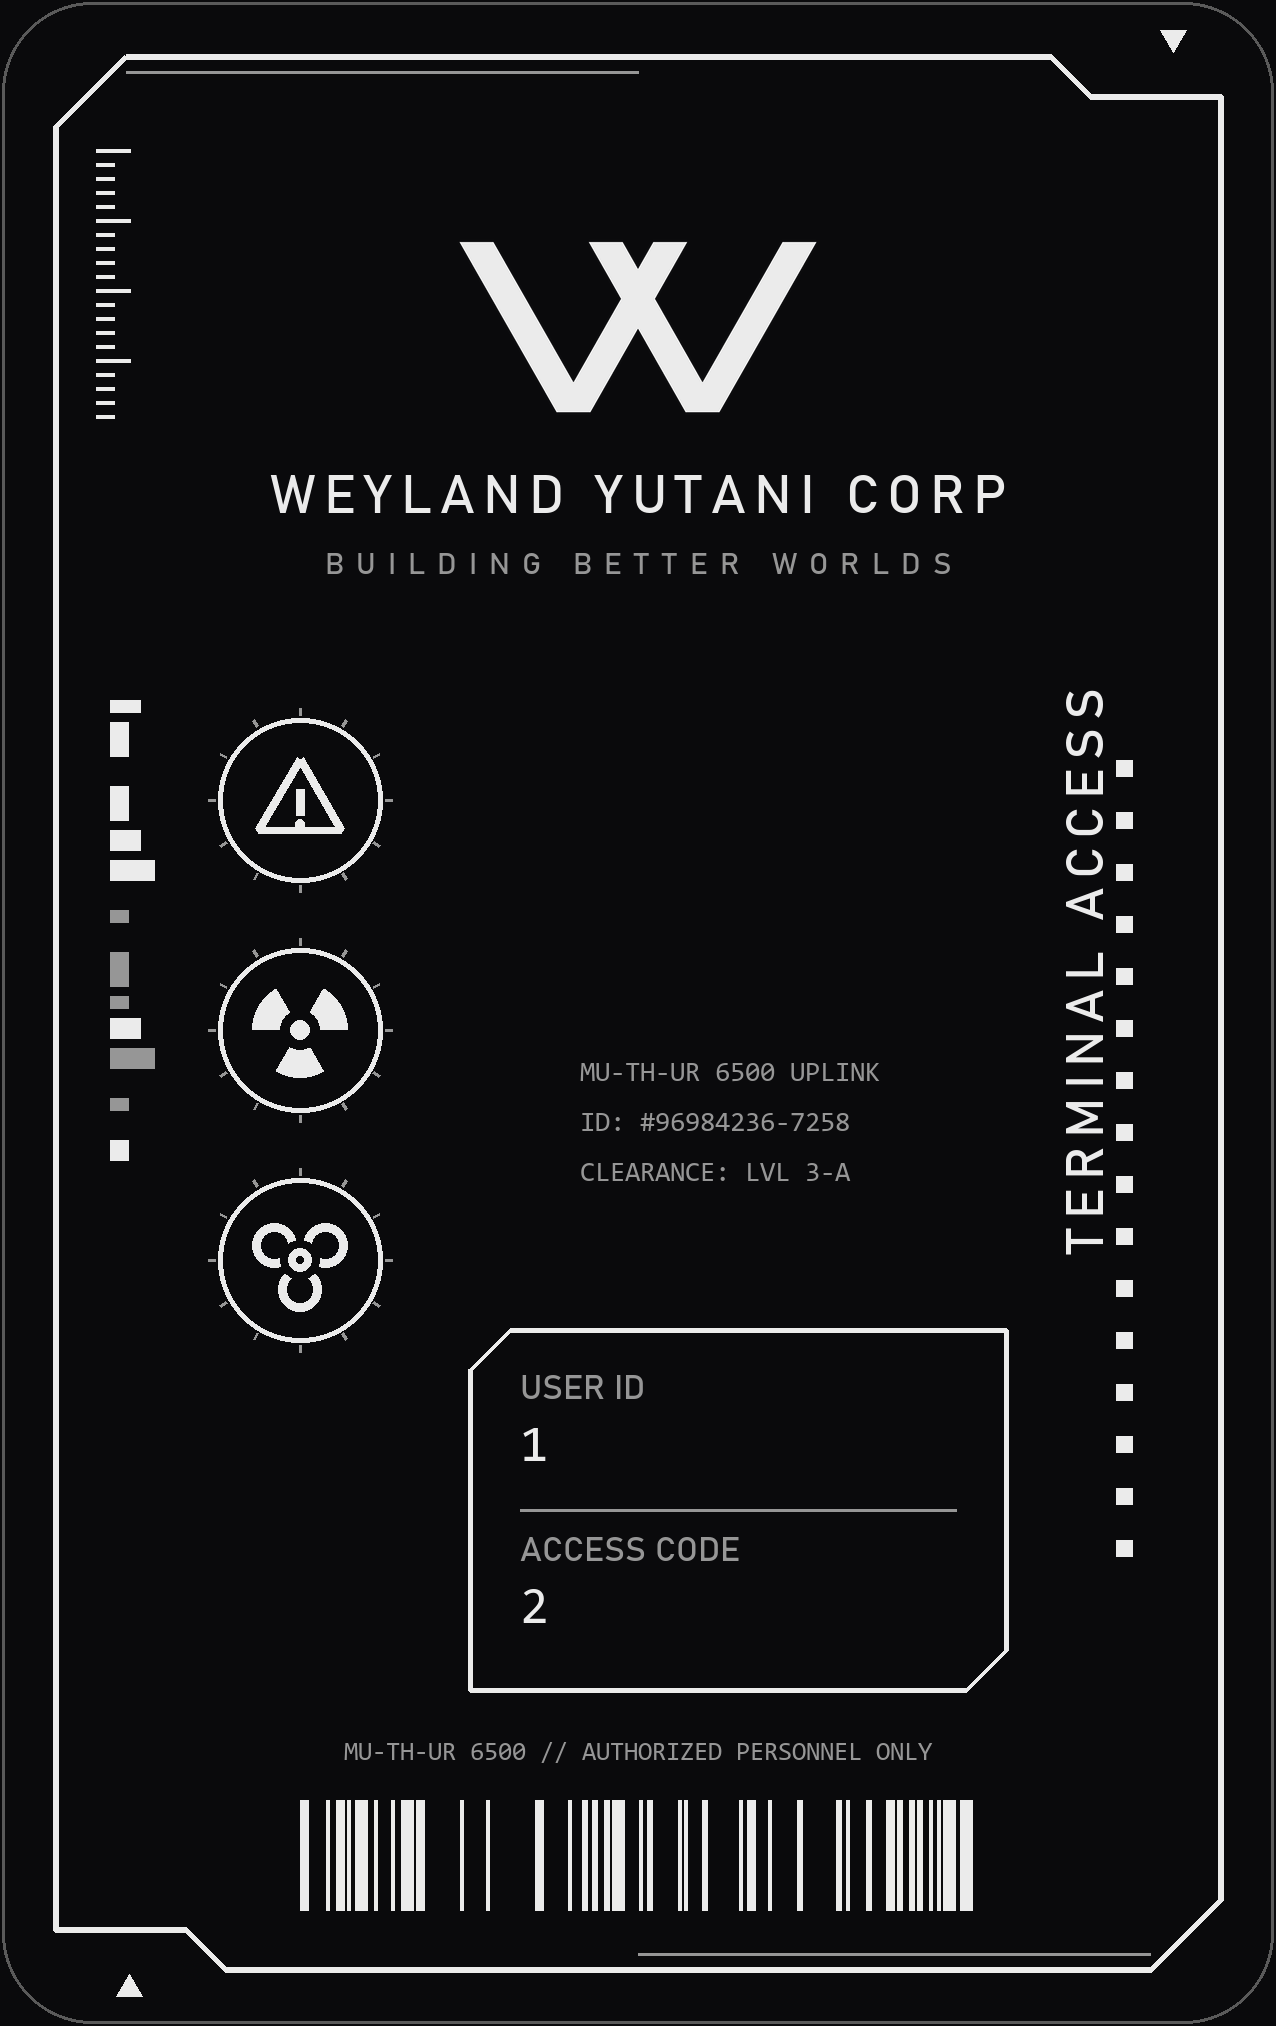 WEYLAND YUTANI CORP
BUILDING BETTER WORLDS
TERMINAL ACCESS
MU-TH-UR 6500 UPLINK
ID: #96984236-7258
CLEARANCE: LVL 3-A
USER ID
1
ACCESS CODE
2
MU-TH-UR 6500 // AUTHORIZED PERSONNEL ONLY